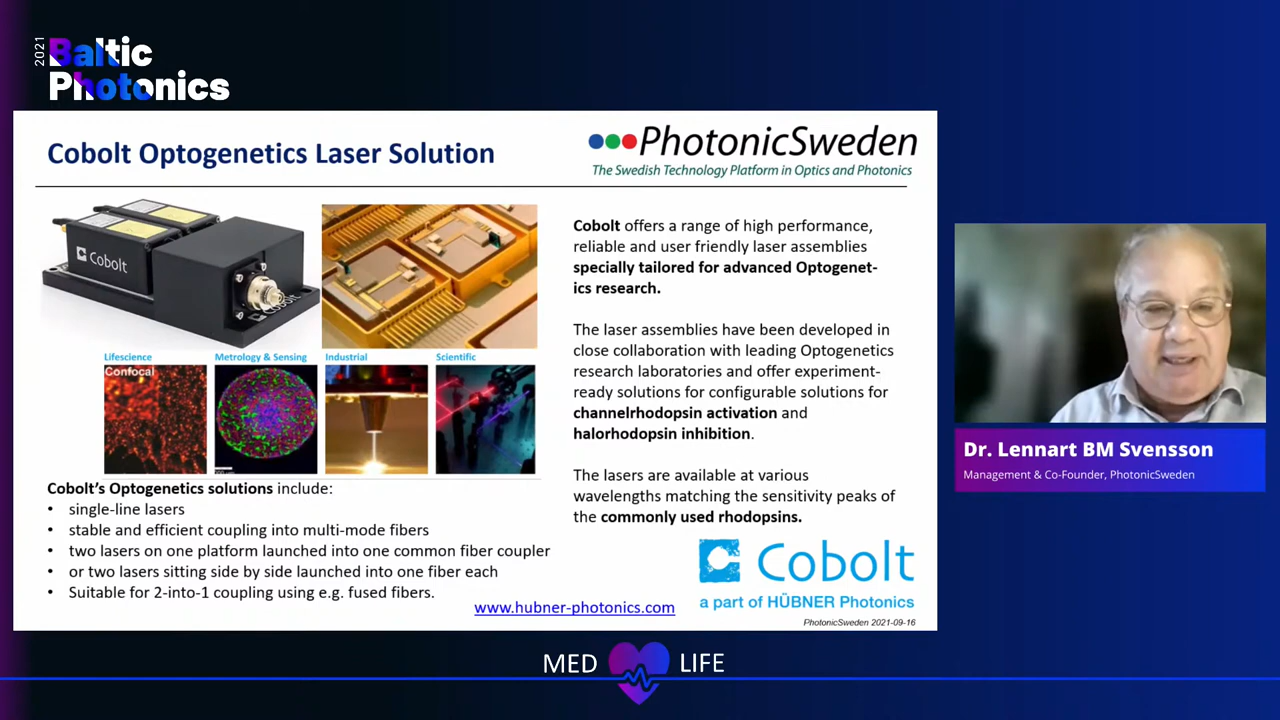 2021
Baltic
Photonics
Cobolt Optogenetics Laser Solution
PhotonicSweden
The Swedish Technology Platform in Optics and Photonics
Cobolt
Lifescience
Metrology & Sensing
Industrial
Scientific
Confocal
Cobolt’s Optogenetics solutions include:
• single-line lasers
• stable and efficient coupling into multi-mode fibers
• two lasers on one platform launched into one common fiber coupler
• or two lasers sitting side by side launched into one fiber each
• Suitable for 2-into-1 coupling using e.g. fused fibers.
www.hubner-photonics.com
Cobolt offers a range of high performance,
reliable and user friendly laser assemblies
specially tailored for advanced Optogenet-
ics research.
The laser assemblies have been developed in
close collaboration with leading Optogenetics
research laboratories and offer experiment-
ready solutions for configurable solutions for
channelrhodopsin activation and
halorhodopsin inhibition.
The lasers are available at various
wavelengths matching the sensitivity peaks of
the commonly used rhodopsins.
Cobolt
a part of HÜBNER Photonics
PhotonicSweden 2021-09-16
Dr. Lennart BM Svensson
Management & Co-Founder, PhotonicSweden
MED LIFE